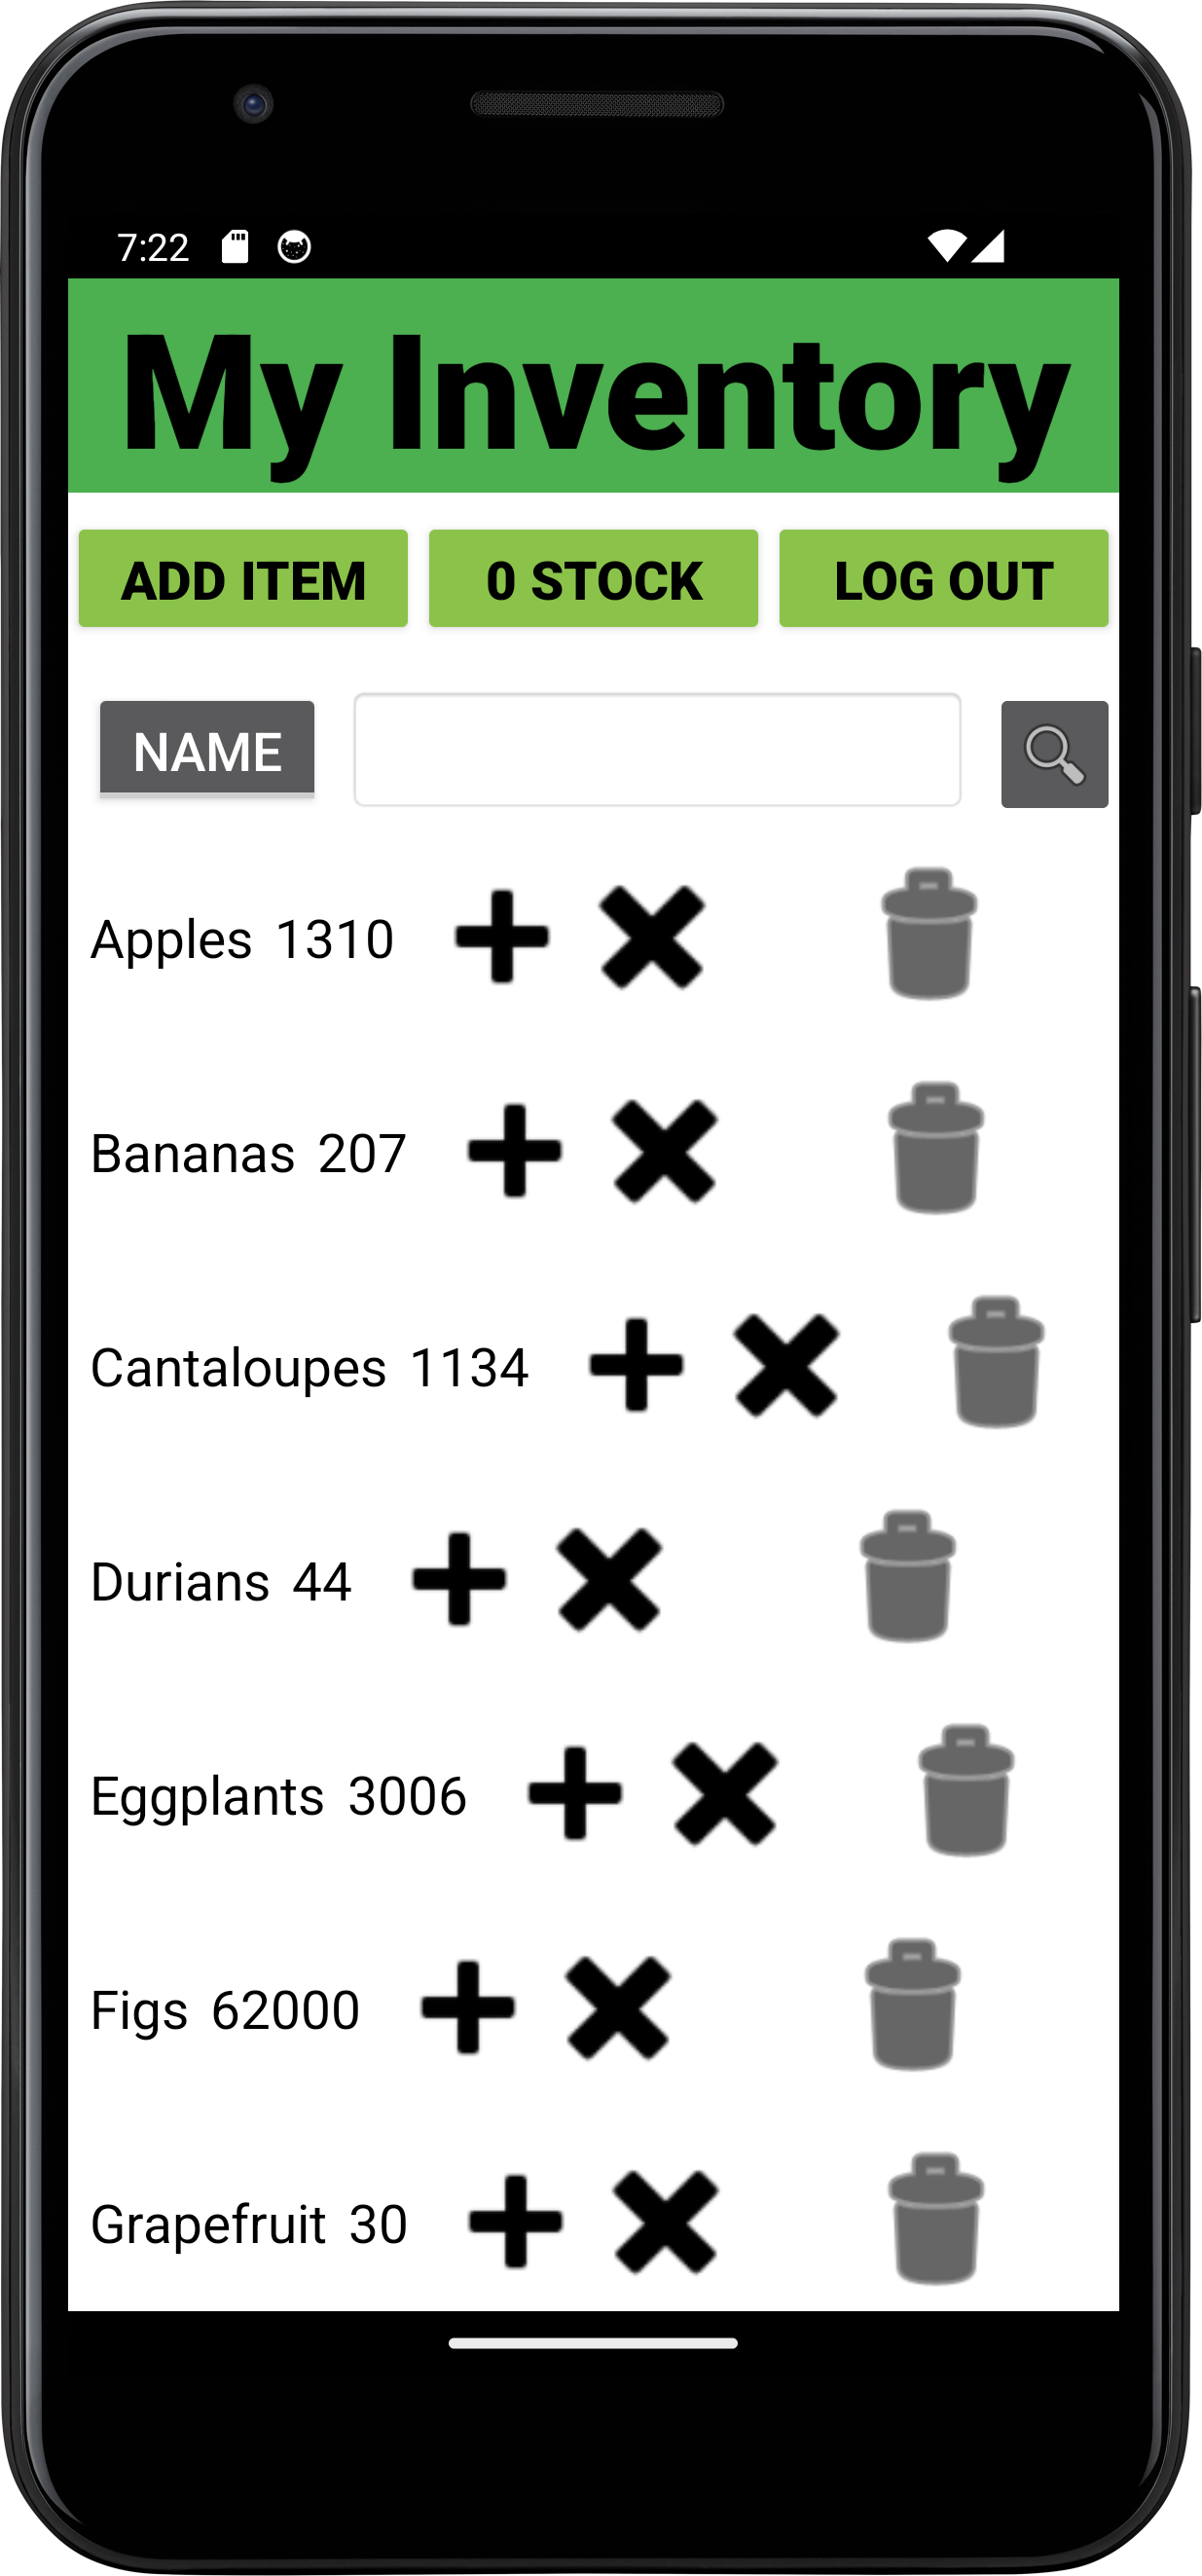 7:22
My Inventory
ADD ITEM 0 STOCK LOG OUT
NAME
Apples 1310
Bananas 207
Cantaloupes 1134
Durians 44
Eggplants 3006
Figs 62000
Grapefruit 30